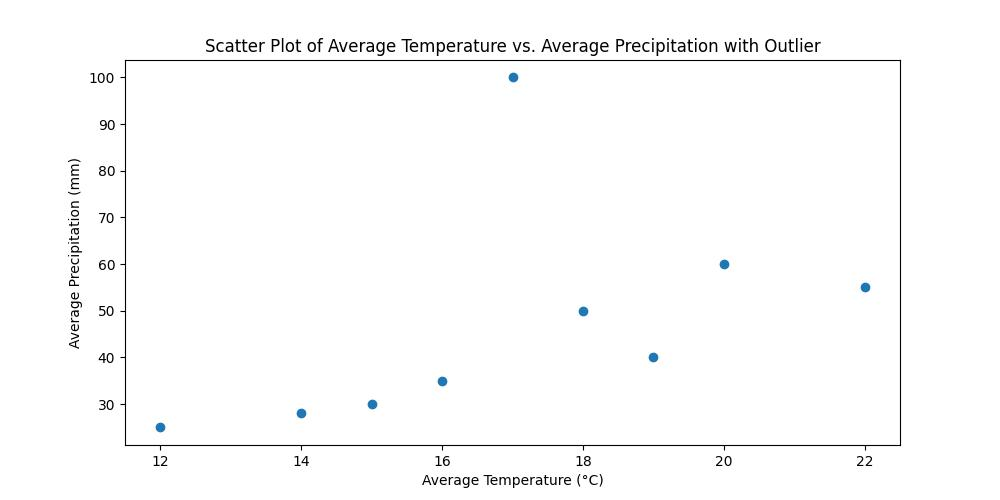 Scatter Plot of Average Temperature vs. Average Precipitation with Outlier
Average Precipitation (mm)
100
90
80
70
60
50
40
30
12 14 16 18 20 22
Average Temperature (°C)